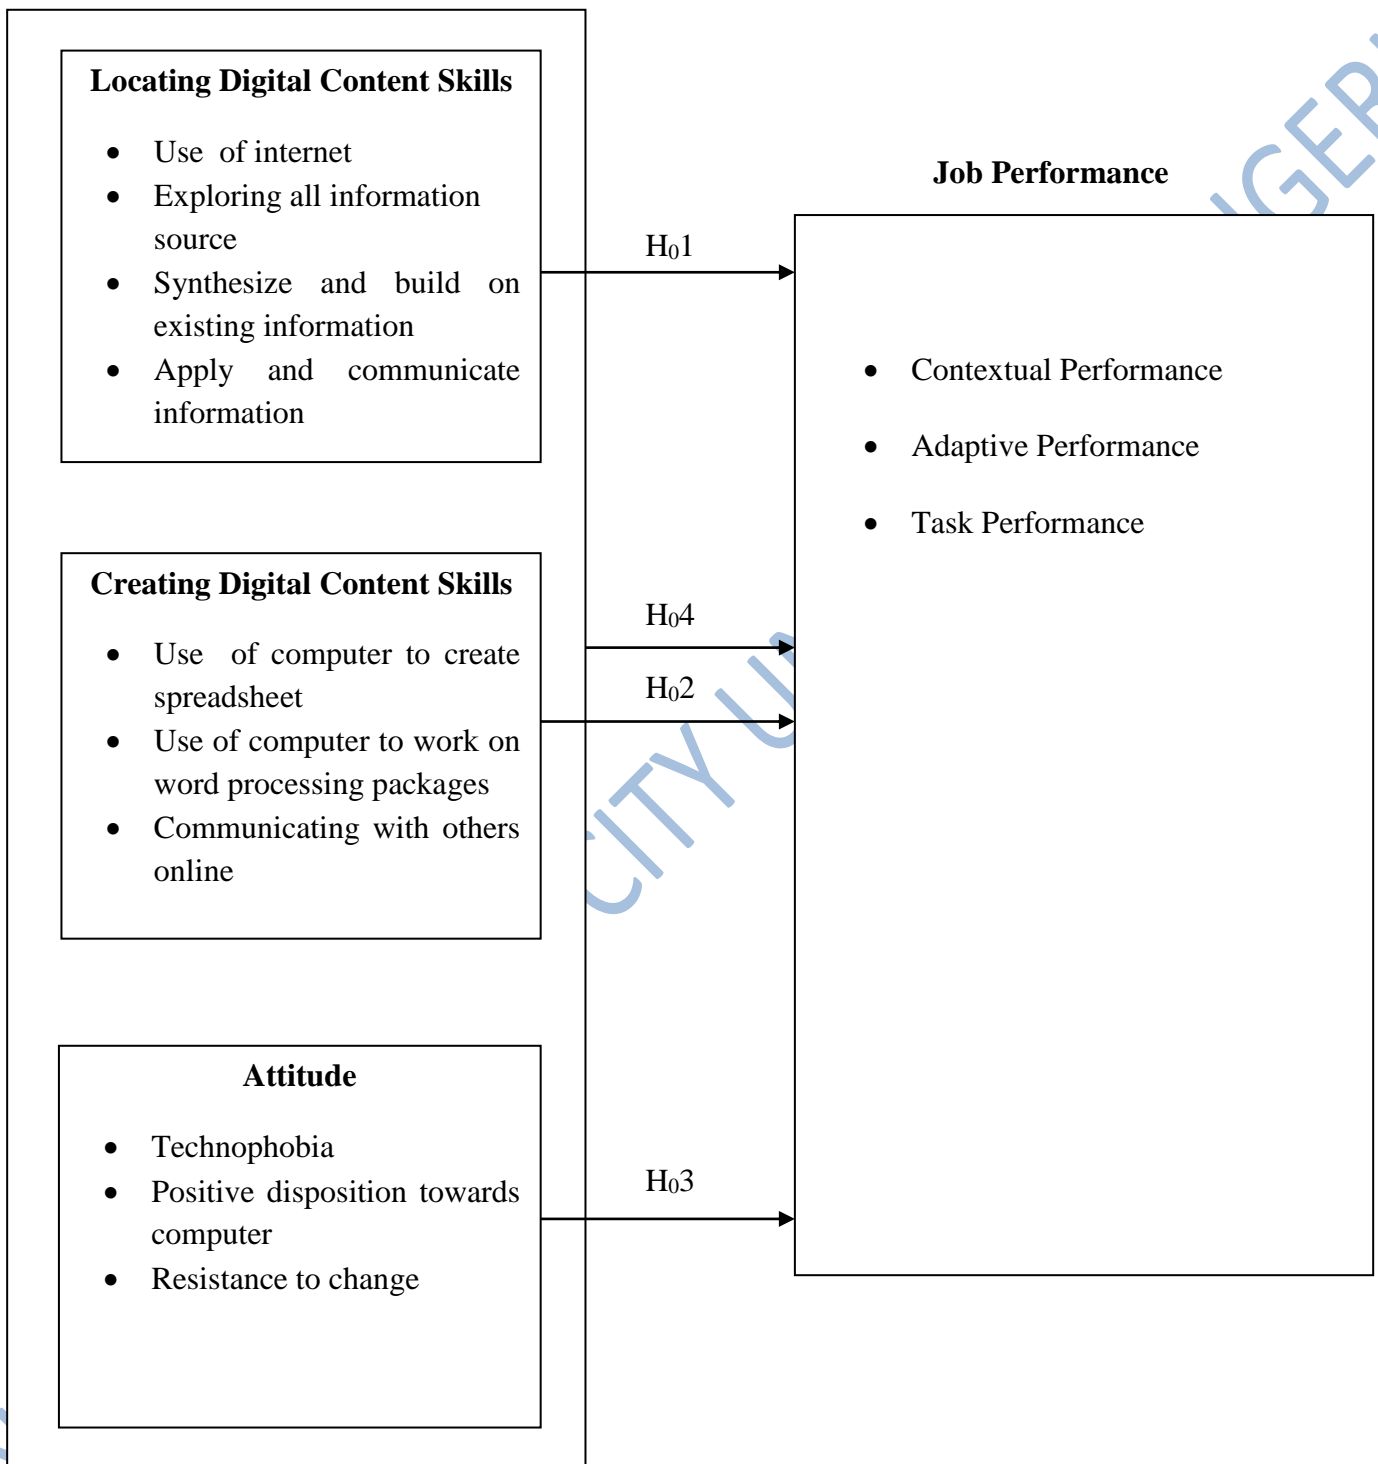 Locating Digital Content Skills
• Use of internet
• Exploring all information
source
• Synthesize and build on
existing information
• Apply and communicate
information
Creating Digital Content Skills
• Use of computer to create
spreadsheet
• Use of computer to work on
word processing packages
• Communicating with others
online
Attitude
• Technophobia
• Positive disposition towards
computer
• Resistance to change
H₀1
H₀4
H₀2
H₀3
Job Performance
• Contextual Performance
• Adaptive Performance
• Task Performance
CITY